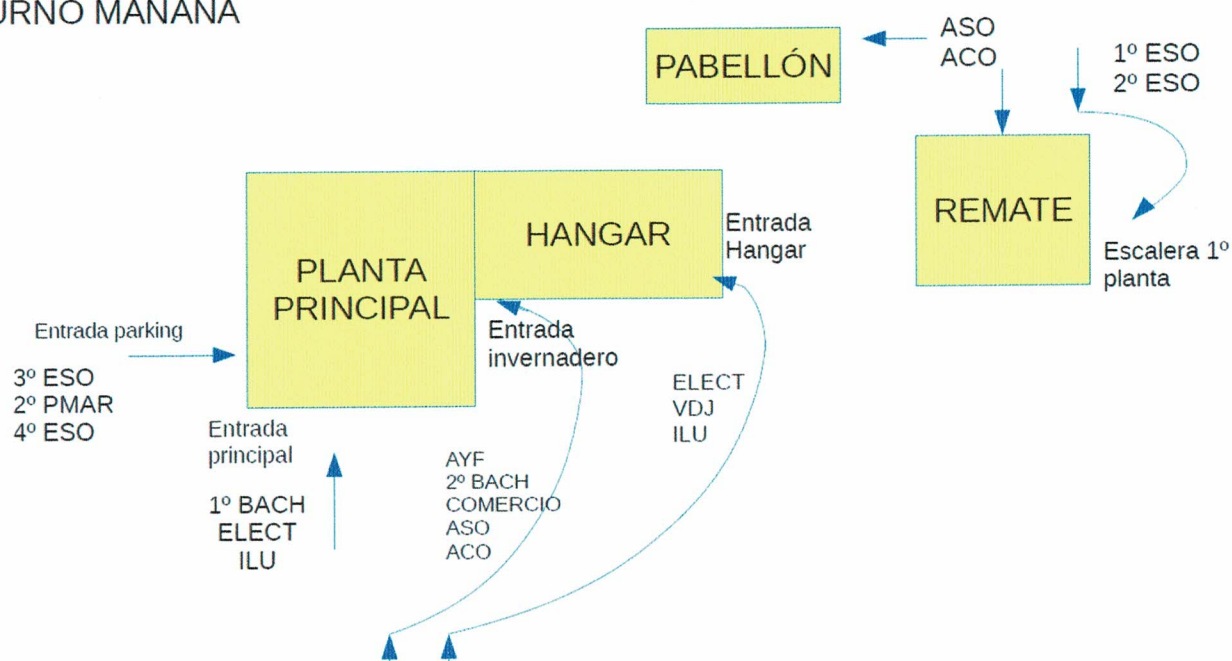 URNO MAÑANA
PABELLÓN
ASO
ACO
1º ESO
2º ESO
REMATE
Escalera 1º
planta
HANGAR
Entrada
Hangar
PLANTA
PRINCIPAL
Entrada
invernadero
Entrada parking
3º ESO
2º PMAR
4º ESO
Entrada
principal
1º BACH
ELECT
ILU
AYF
2º BACH
COMERCIO
ASO
ACO
ELECT
VDJ
ILU